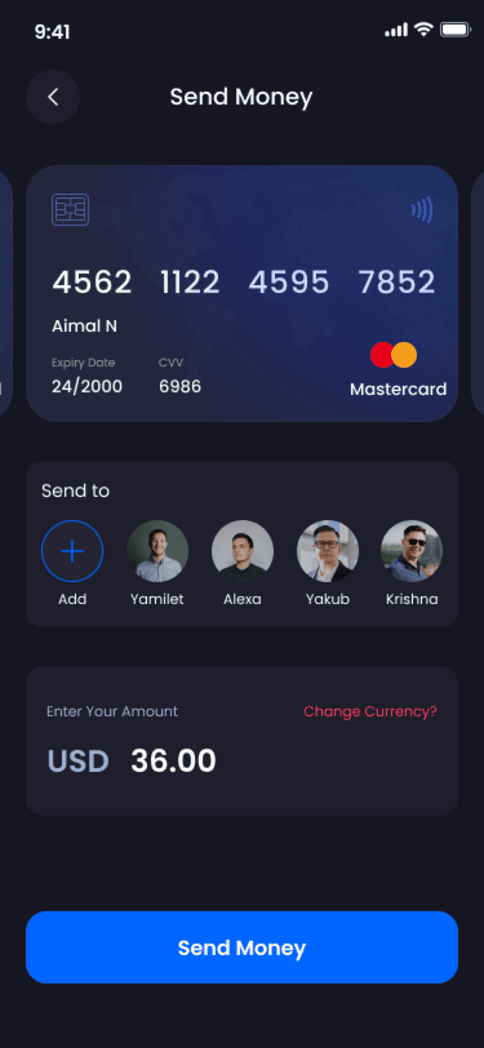 9:41
Send Money
4562 1122 4595 7852
Aimal N
Expiry Date CVV
24/2000 6986
Mastercard
Send to
Add Yamilet Alexa Yakub Krishna
Enter Your Amount Change Currency?
USD 36.00
Send Money